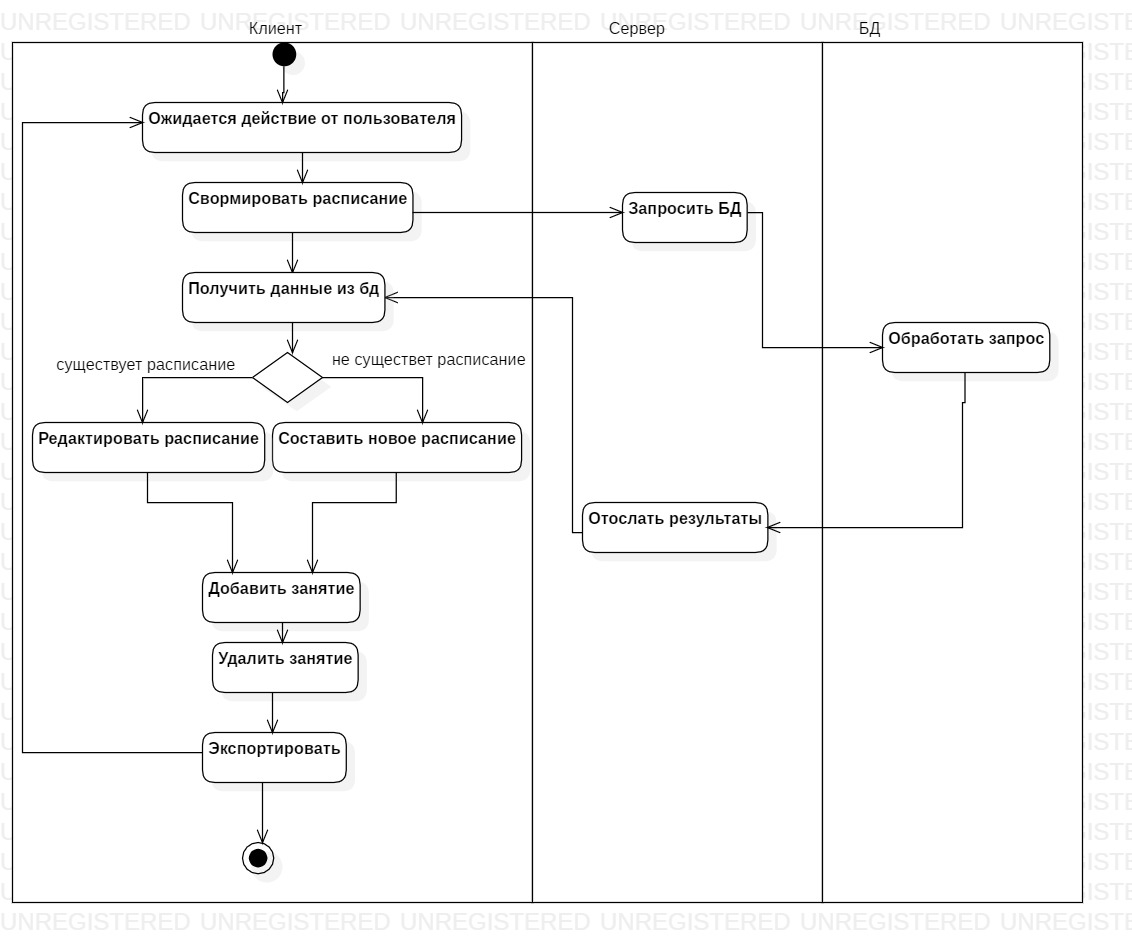 UNREGISTERED UNREGISTERED UNREGISTERED UNREGISTERED UNREGISTERED
Клиент
Сервер
БД
Ожидается действие от пользователя
Свормировать расписание
Запросить БД
Получить данные из бд
Обработать запрос
существует расписание
не существет расписание
Редактировать расписание
Составить новое расписание
Отослать результаты
Добавить занятие
Удалить занятие
Экспортировать
UNREGISTERED UNREGISTERED UNREGISTERED UNREGISTERED UNREGISTERED